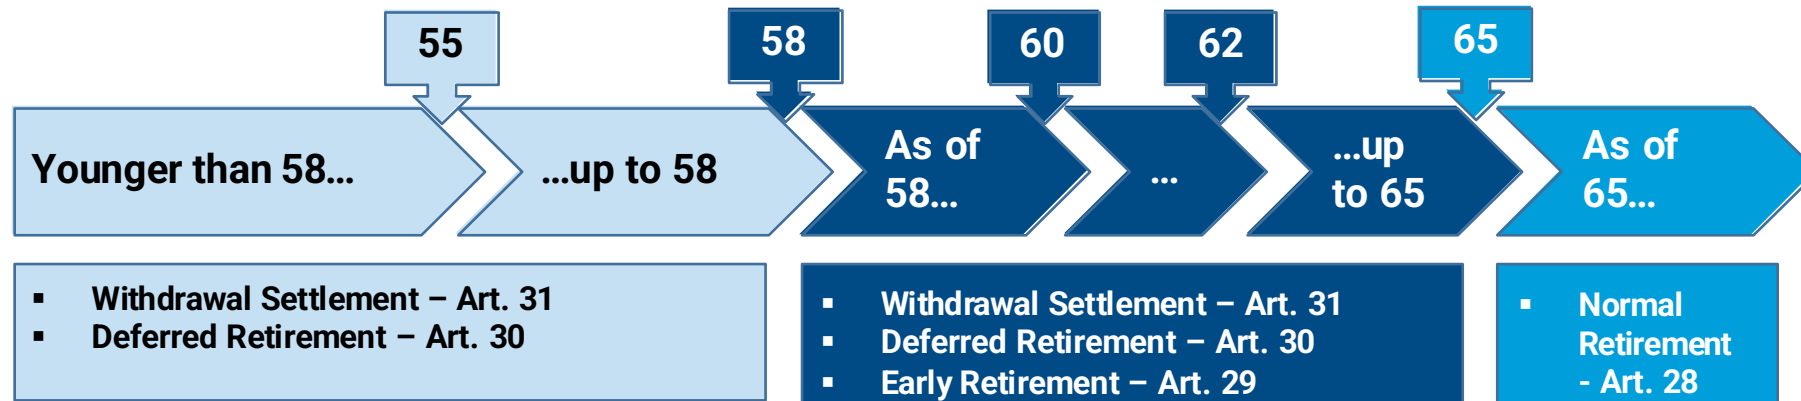 55
58
60
62
65
Younger than 58...
...up to 58
As of
58...
...
...up
to 65
As of
65...
▪ Withdrawal Settlement – Art. 31
▪ Deferred Retirement – Art. 30
▪ Withdrawal Settlement – Art. 31
▪ Deferred Retirement – Art. 30
▪ Early Retirement – Art. 29
▪ Normal
Retirement
- Art. 28